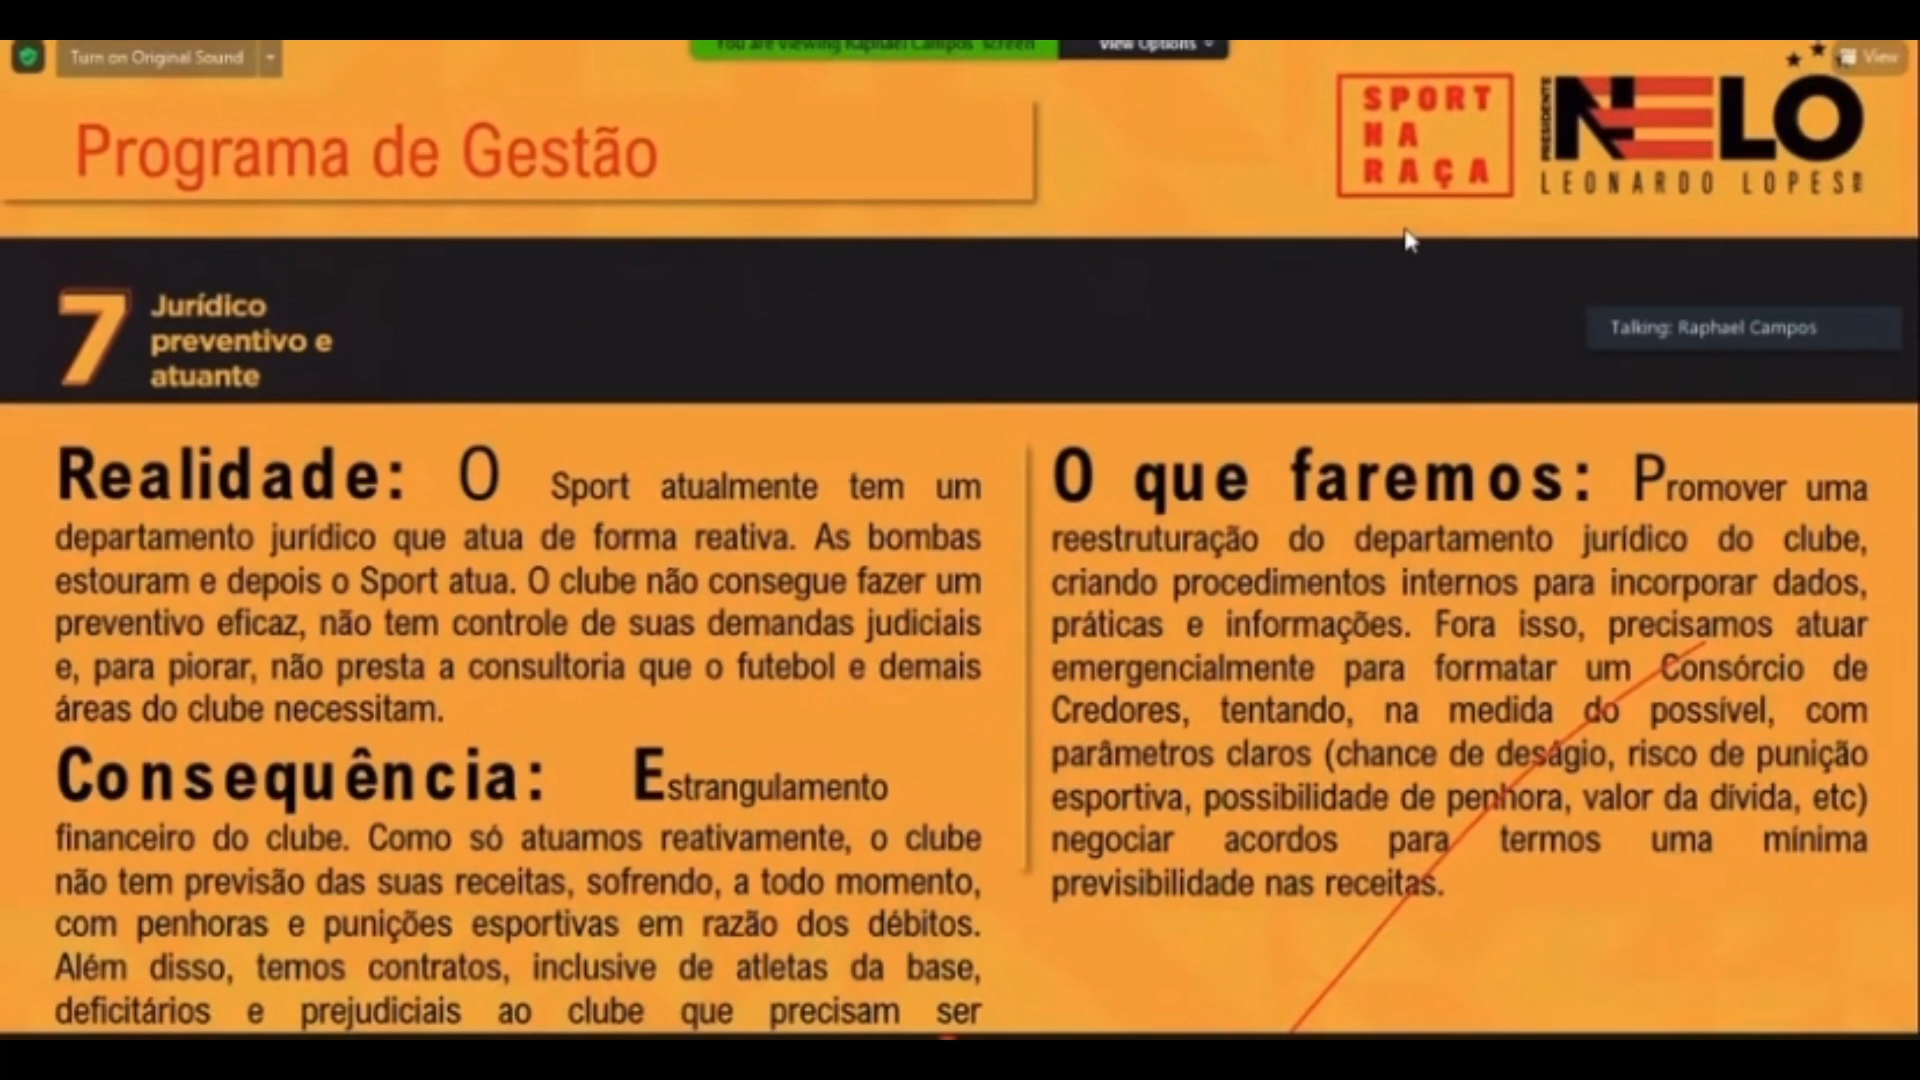 Turn on Original Sound
You are viewing Raphael Campos' screen
View Options
View
Programa de Gestão
SPORT
NA
RAÇA
PRESIDENTE
NELO
LEONARDO LOPES
7
Jurídico
preventivo e
atuante
Talking: Raphael Campos
Realidade: O Sport atualmente tem um
departamento jurídico que atua de forma reativa. As bombas
estouram e depois o Sport atua. O clube não consegue fazer um
preventivo eficaz, não tem controle de suas demandas judiciais
e, para piorar, não presta a consultoria que o futebol e demais
áreas do clube necessitam.
Consequência: Estrangulamento
financeiro do clube. Como só atuamos reativamente, o clube
não tem previsão das suas receitas, sofrendo, a todo momento,
com penhoras e punições esportivas em razão dos débitos.
Além disso, temos contratos, inclusive de atletas da base,
deficitários e prejudiciais ao clube que precisam ser
O que faremos: Promover uma
reestruturação do departamento jurídico do clube,
criando procedimentos internos para incorporar dados,
práticas e informações. Fora isso, precisamos atuar
emergencialmente para formatar um Consórcio de
Credores, tentando, na medida do possível, com
parâmetros claros (chance de deságio, risco de punição
esportiva, possibilidade de penhora, valor da dívida, etc)
negociar acordos para termos uma mínima
previsibilidade nas receitas.